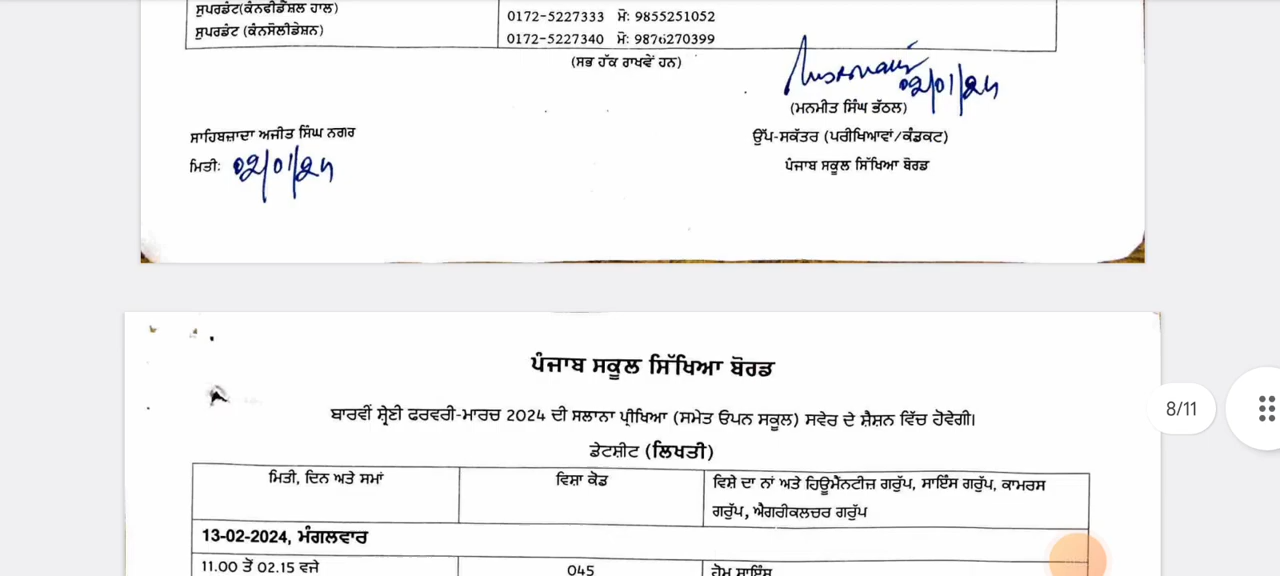 ਸੁਪਰਡੰਟ(ਕੰਨਫੀਡੈਂਸ਼ਲ ਹਾਲ)
0172-5227333 ਮੋ: 9855251052
ਸੁਪਰਡੰਟ (ਕੰਨਸੋਲੀਡੇਸ਼ਨ)
0172-5227340 ਮੋ: 9876270399
(ਸਭ ਹੱਕ ਰਾਖਵੇਂ ਹਨ)
02/01/24
(ਮਨਮੀਤ ਸਿੰਘ ਭੱਠਲ)
ਸਾਹਿਬਜ਼ਾਦਾ ਅਜੀਤ ਸਿੰਘ ਨਗਰ
ਉੱਪ-ਸਕੱਤਰ (ਪਰੀਖਿਆਵਾਂ/ਕੰਡਕਟ)
ਮਿਤੀ: 02/01/24
ਪੰਜਾਬ ਸਕੂਲ ਸਿੱਖਿਆ ਬੋਰਡ
ਪੰਜਾਬ ਸਕੂਲ ਸਿੱਖਿਆ ਬੋਰਡ
8/11
ਬਾਰਵੀਂ ਸ਼੍ਰੇਣੀ ਫਰਵਰੀ-ਮਾਰਚ 2024 ਦੀ ਸਲਾਨਾ ਪ੍ਰੀਖਿਆ (ਸਮੇਤ ਓਪਨ ਸਕੂਲ) ਸਵੇਰ ਦੇ ਸ਼ੈਸ਼ਨ ਵਿੱਚ ਹੋਵੇਗੀ।
ਡੇਟਸ਼ੀਟ (ਲਿਖਤੀ)
ਮਿਤੀ, ਦਿਨ ਅਤੇ ਸਮਾਂ
ਵਿਸ਼ਾ ਕੋਡ
ਵਿਸ਼ੇ ਦਾ ਨਾਂ ਅਤੇ ਹਿਊਮੈਂਨਟੀਜ਼ ਗਰੁੱਪ, ਸਾਇੰਸ ਗਰੁੱਪ, ਕਾਮਰਸ
ਗਰੁੱਪ, ਐਗਰੀਕਲਚਰ ਗਰੁੱਪ
13-02-2024, ਮੰਗਲਵਾਰ
11.00 ਤੋਂ 02.15 ਵਜੇ
045
ਹੋਮ ਸਾਇੰਸ